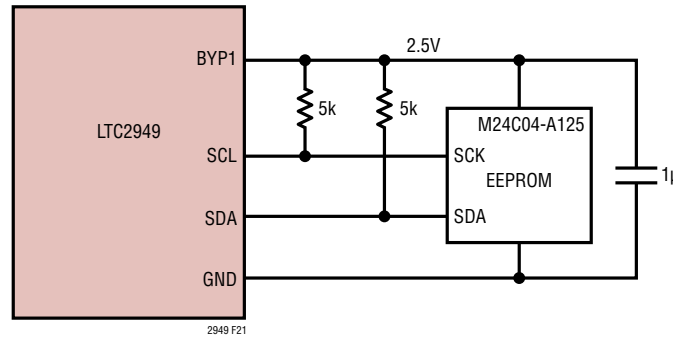 BYP1
2.5V
5k
5k
M24C04-A125
LTC2949
SCL
SCK
EEPROM
SDA
SDA
GND
2949 F21